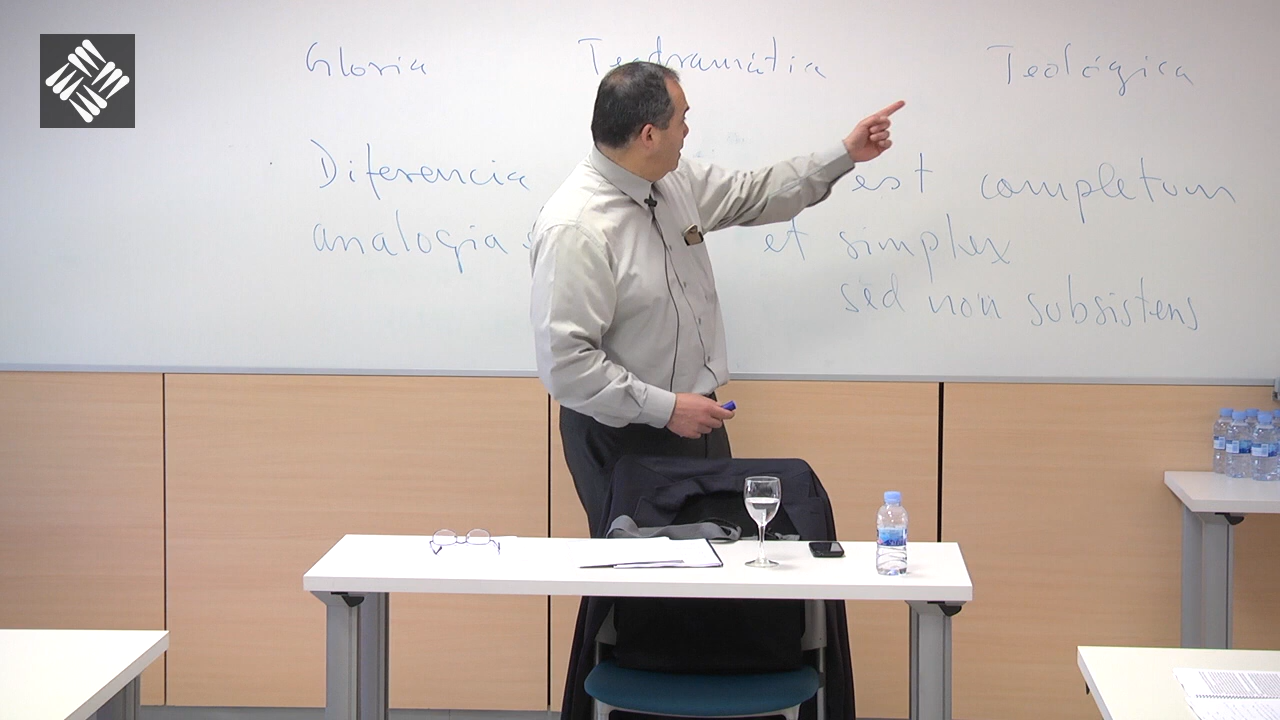 Gloria Teodramática Teológica
Diferencia est completum
analogia et simplex
sed non subsistens